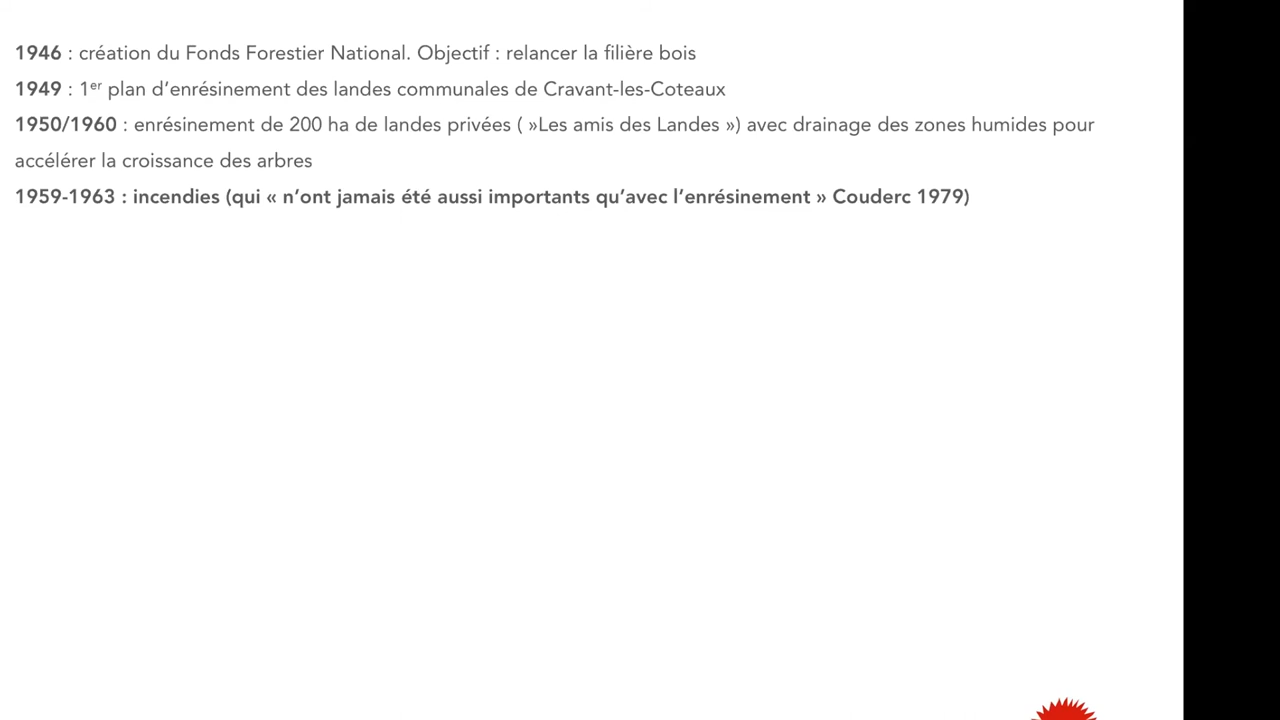 1946 : création du Fonds Forestier National. Objectif : relancer la filière bois
1949 : 1er plan d’enrésinement des landes communales de Cravant-les-Coteaux
1950/1960 : enrésinement de 200 ha de landes privées ( »Les amis des Landes ») avec drainage des zones humides pour
accélérer la croissance des arbres
1959-1963 : incendies (qui « n’ont jamais été aussi importants qu’avec l’enrésinement » Couderc 1979)